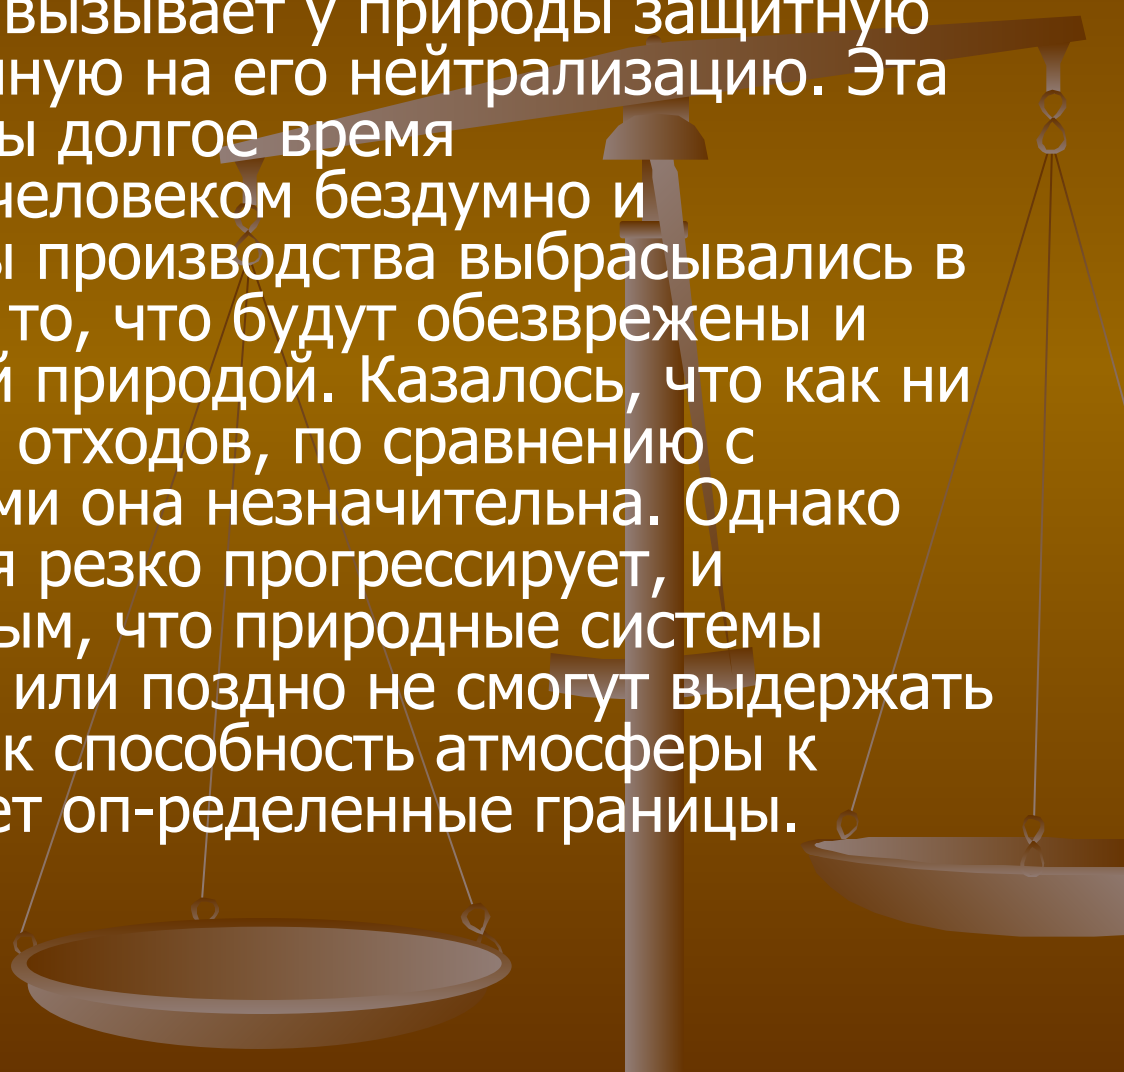 вызывает у природы защитную
нную на его нейтрализацию. Эта
ы долгое время
человеком бездумно и
ы производства выбрасывались в
то, что будут обезврежены и
й природой. Казалось, что как ни
отходов, по сравнению с
ми она незначительна. Однако
я резко прогрессирует, и
ым, что природные системы
или поздно не смогут выдержать
к способность атмосферы к
ет оп-ределенные границы.